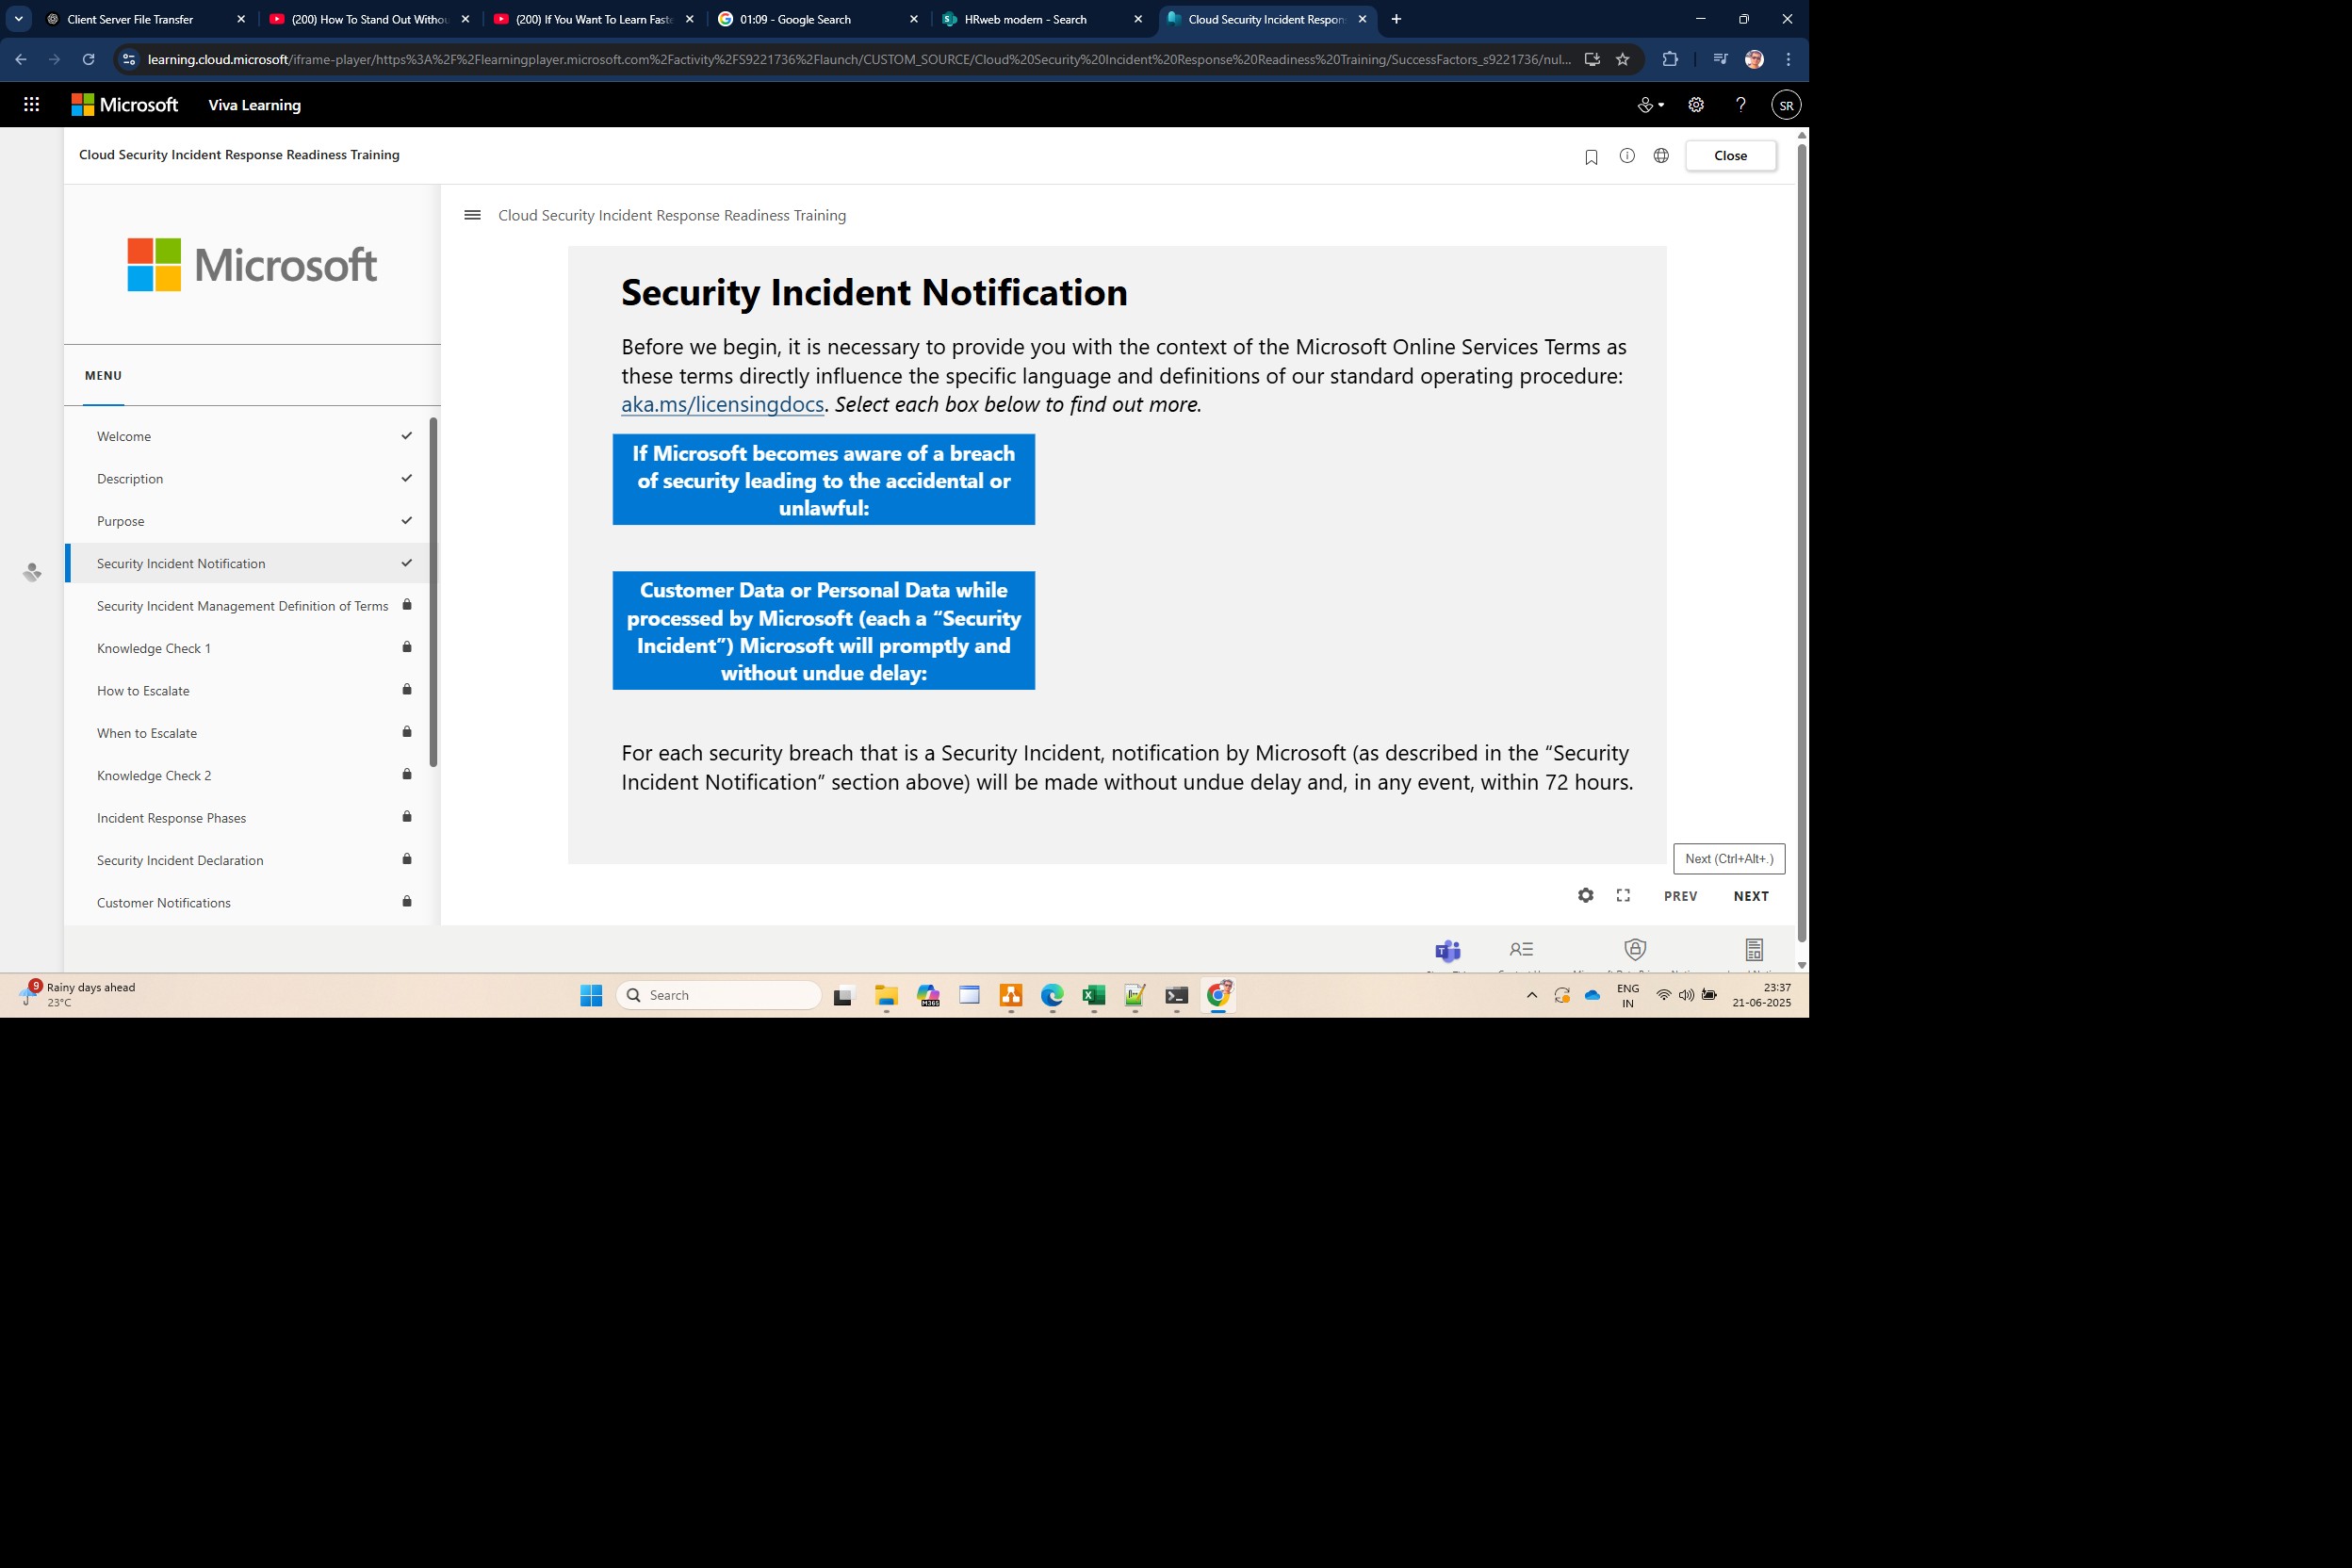 Client Server File Transfer
(200) How To Stand Out Withou
(200) If You Want To Learn Faste
01:09 - Google Search
HRweb modern - Search
Cloud Security Incident Respon
learning.cloud.microsoft/iframe-player/https%3A%2F%2Flearningplayer.microsoft.com%2Factivity%2FS9221736%2Flaunch/CUSTOM_SOURCE/Cloud%20Security%20Incident%20Response%20Readiness%20Training/SuccessFactors_s9221736/nul...
Microsoft
Viva Learning
SR
Cloud Security Incident Response Readiness Training
Close
Microsoft
MENU
Welcome
Description
Purpose
Security Incident Notification
Security Incident Management Definition of Terms
Knowledge Check 1
How to Escalate
When to Escalate
Knowledge Check 2
Incident Response Phases
Security Incident Declaration
Customer Notifications
Cloud Security Incident Response Readiness Training
Security Incident Notification
Before we begin, it is necessary to provide you with the context of the Microsoft Online Services Terms as
these terms directly influence the specific language and definitions of our standard operating procedure:
aka.ms/licensingdocs. Select each box below to find out more.
If Microsoft becomes aware of a breach
of security leading to the accidental or
unlawful:
Customer Data or Personal Data while
processed by Microsoft (each a “Security
Incident”) Microsoft will promptly and
without undue delay:
For each security breach that is a Security Incident, notification by Microsoft (as described in the “Security
Incident Notification” section above) will be made without undue delay and, in any event, within 72 hours.
Next (Ctrl+Alt+.)
PREV
NEXT
9
Rainy days ahead
23°C
Search
M365
ENG
IN
23:37
21-06-2025